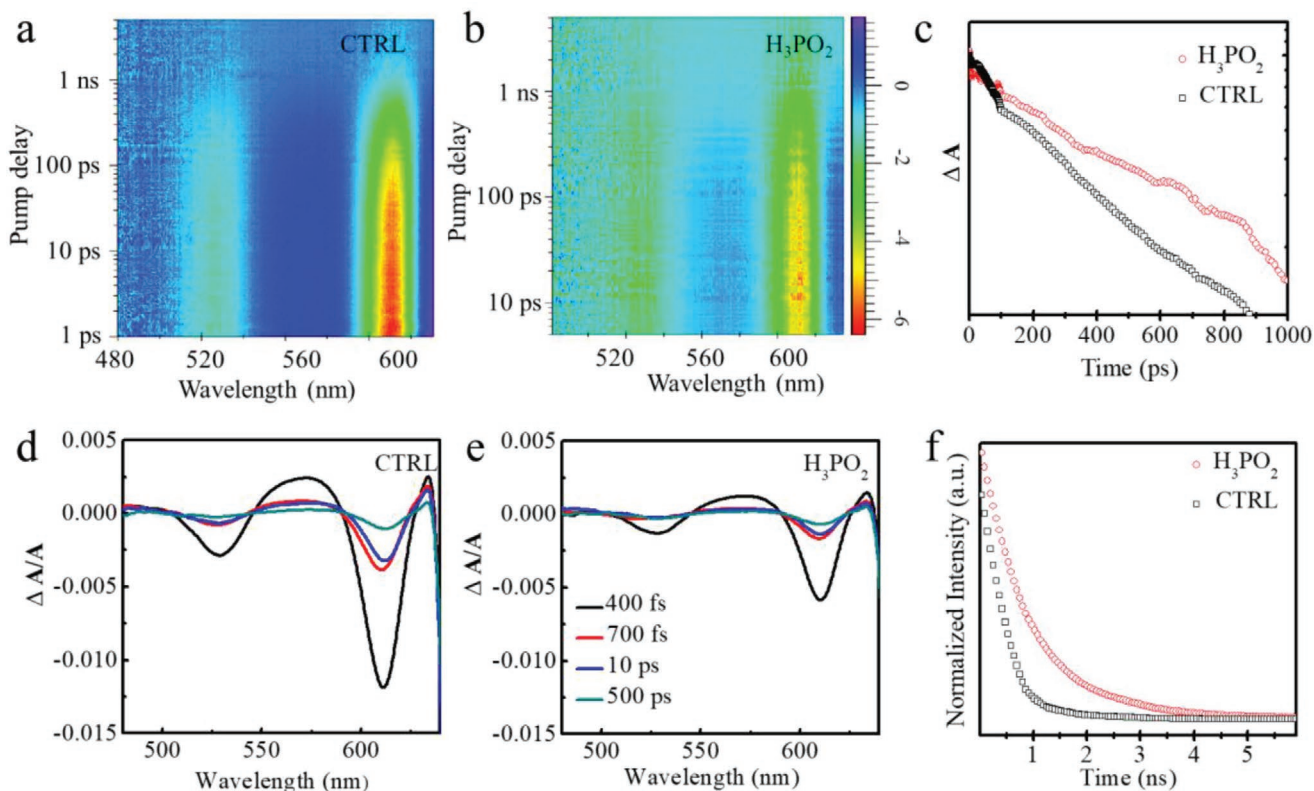 a
CTRL
1 ns
100 ps
10 ps
1 ps
Pump delay
480
520
560
600
Wavelength (nm)
b
H₃PO₂
1 ns
100 ps
10 ps
Pump delay
520
560
600
Wavelength (nm)
0
-2
-4
-6
c
H₃PO₂
CTRL
Δ A
0
200
400
600
800
1000
Time (ps)
d
CTRL
0.005
0.000
-0.005
-0.010
-0.015
Δ A/A
500
550
600
Wavelength (nm)
e
H₃PO₂
0.005
0.000
-0.005
-0.010
-0.015
Δ A/A
400 fs
700 fs
10 ps
500 ps
500
550
600
Wavelength (nm)
f
H₃PO₂
CTRL
Normalized Intensity (a.u.)
1
2
3
4
5
Time (ns)